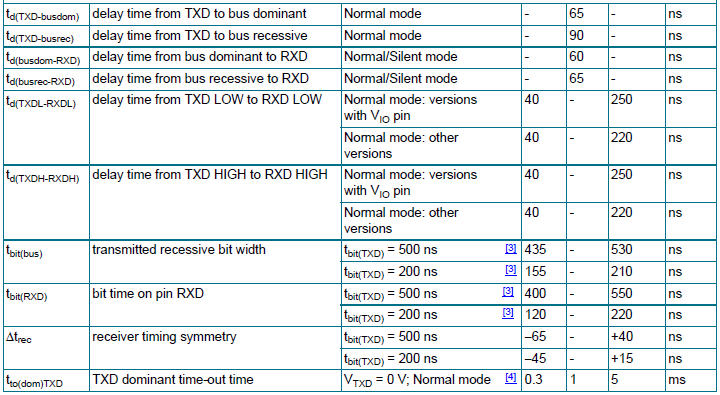 td(TXD-busdom) delay time from TXD to bus dominant Normal mode - 65 - ns
td(TXD-busrec) delay time from TXD to bus recessive Normal mode - 90 - ns
td(busdom-RXD) delay time from bus dominant to RXD Normal/Silent mode - 60 - ns
td(busrec-RXD) delay time from bus recessive to RXD Normal/Silent mode - 65 - ns
td(TXDL-RXDL) delay time from TXD LOW to RXD LOW Normal mode: versions 40 - 250 ns
with VIO pin
Normal mode: other 40 - 220 ns
versions
td(TXDH-RXDH) delay time from TXD HIGH to RXD HIGH Normal mode: versions 40 - 250 ns
with VIO pin
Normal mode: other 40 - 220 ns
versions
tbit(bus) transmitted recessive bit width tbit(TXD) = 500 ns [3] 435 - 530 ns
tbit(TXD) = 200 ns [3] 155 - 210 ns
tbit(RXD) bit time on pin RXD tbit(TXD) = 500 ns [3] 400 - 550 ns
tbit(TXD) = 200 ns [3] 120 - 220 ns
Δtrec receiver timing symmetry tbit(TXD) = 500 ns –65 - +40 ns
tbit(TXD) = 200 ns –45 - +15 ns
tto(dom)TXD TXD dominant time-out time VTXD = 0 V; Normal mode [4] 0.3 1 5 ms